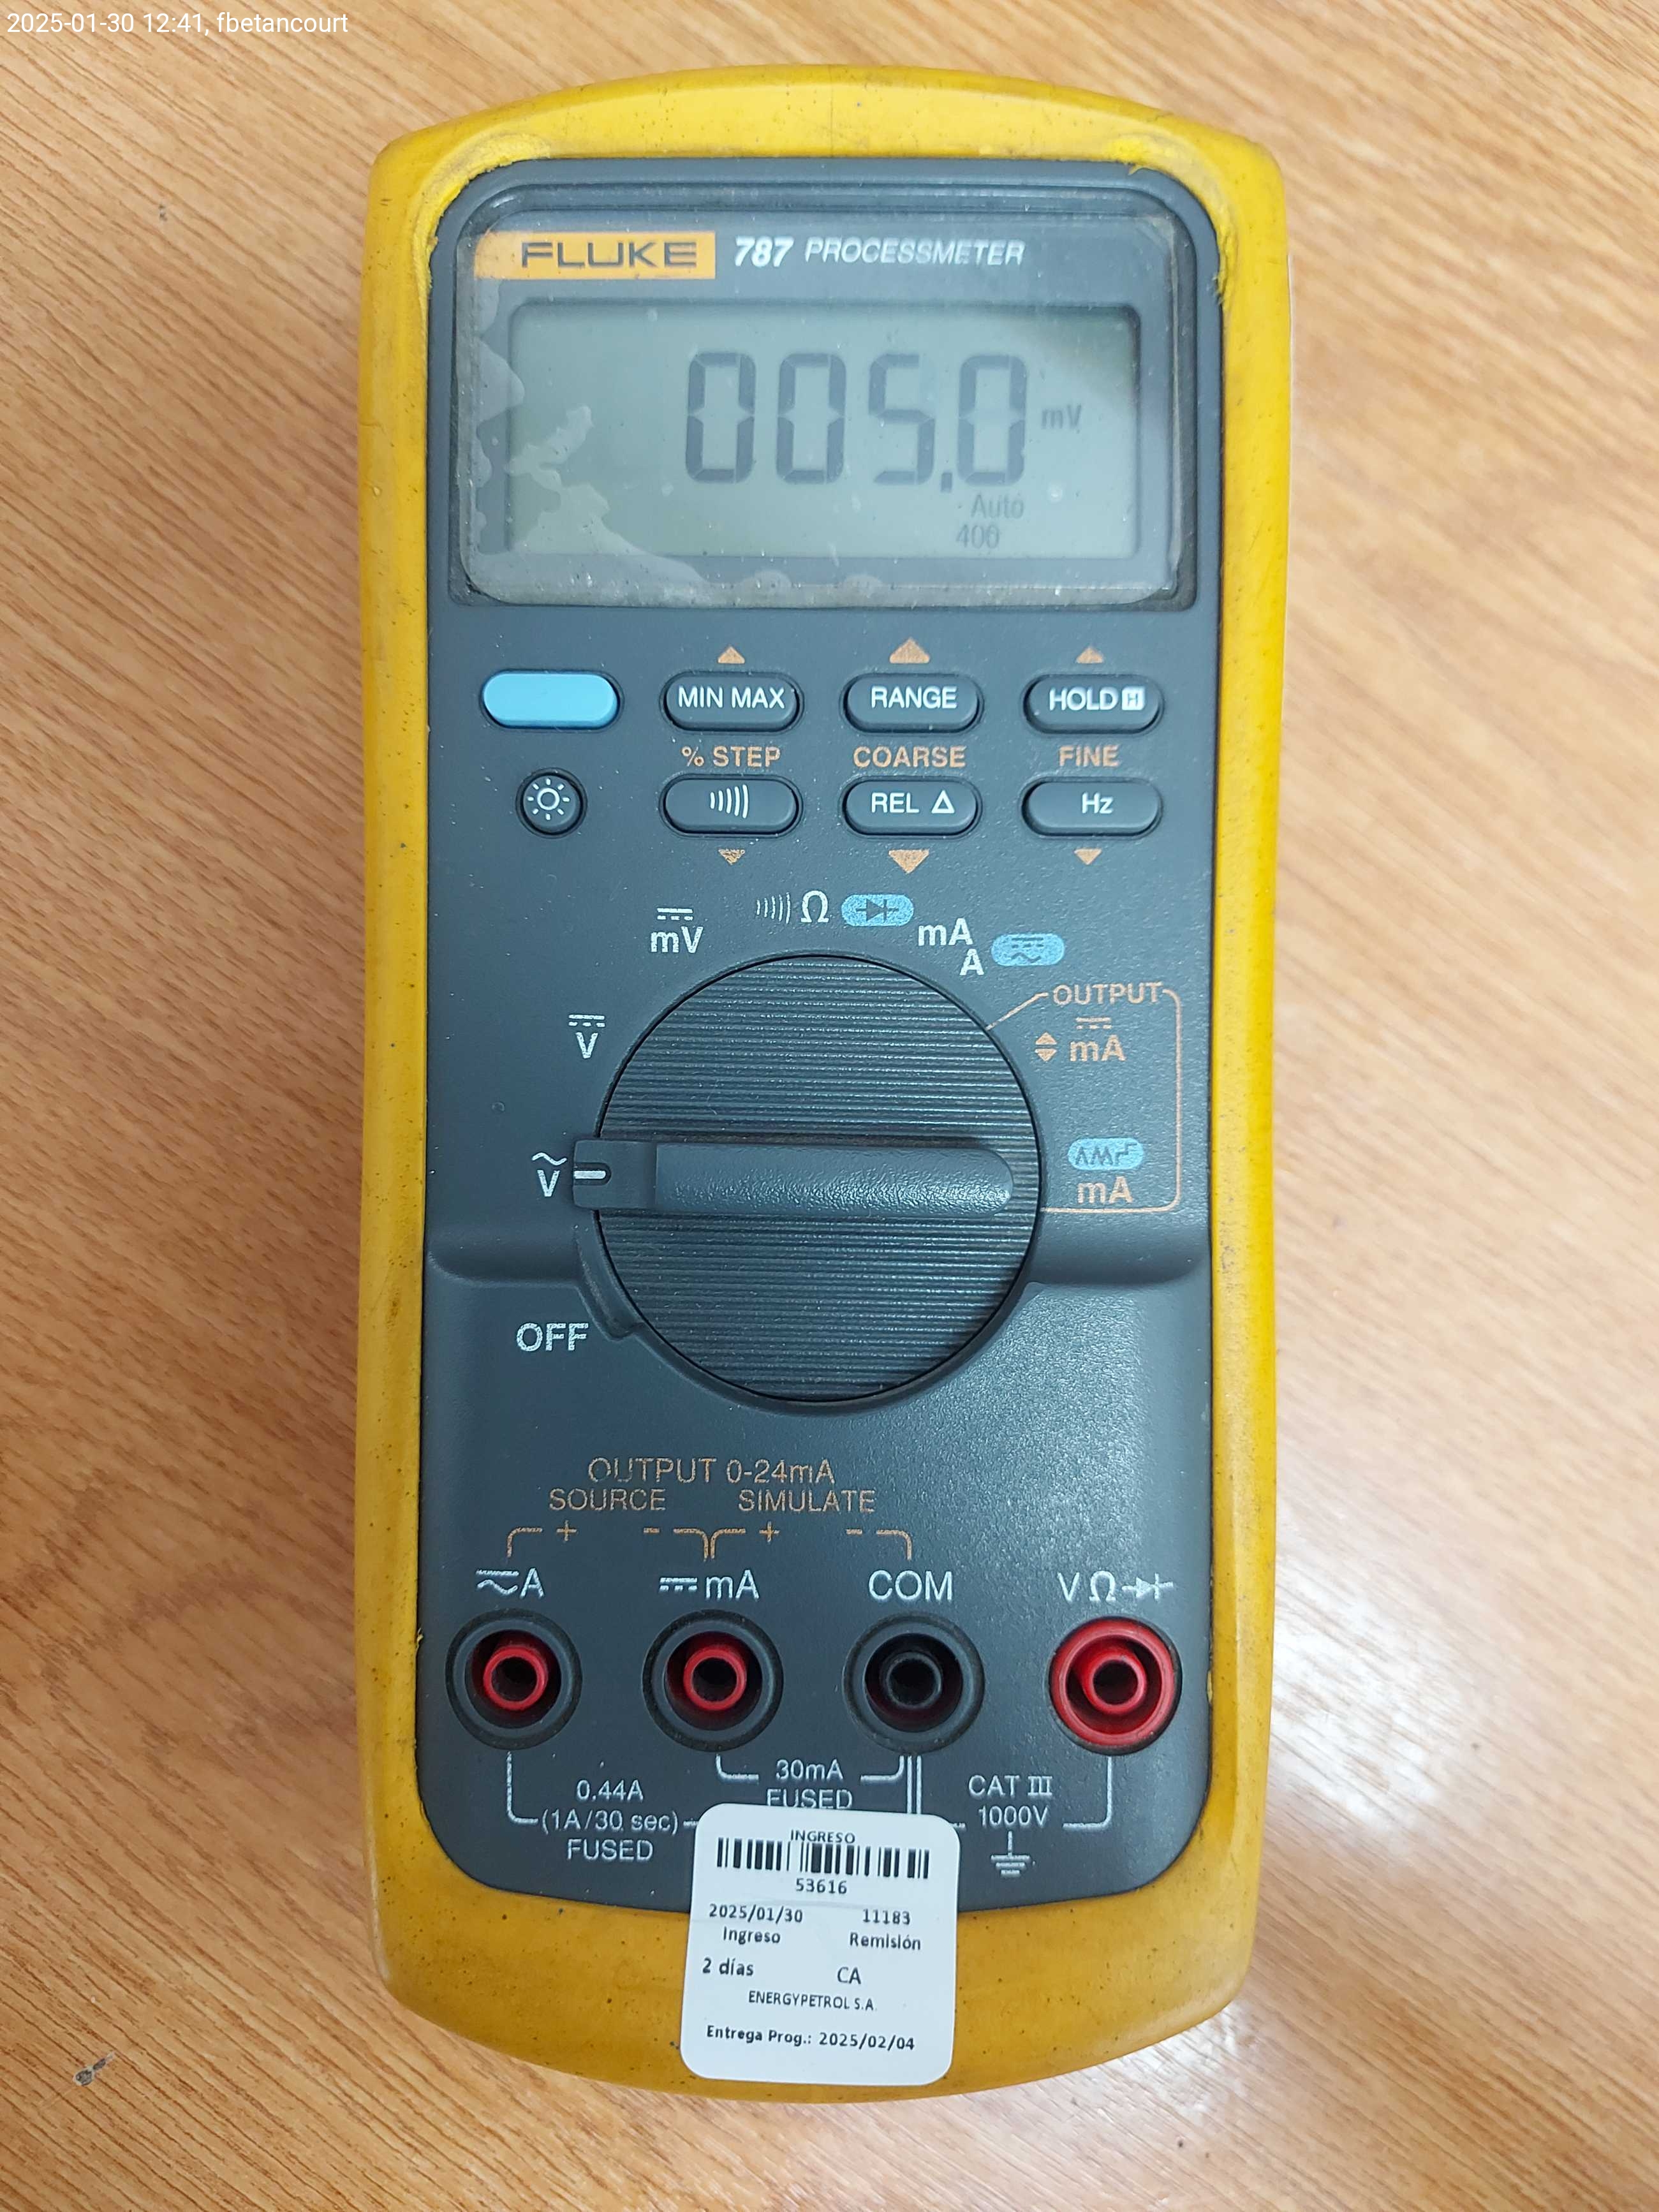 2025-01-30 12:41, fbetancourt
FLUKE 787 PROCESSMETER
005.0 mV
Auto
400
MIN MAX RANGE HOLD H
% STEP COARSE FINE
REL Δ Hz
mV Ω mA
A
V OUTPUT
mA
V
mA
OFF
OUTPUT 0-24mA
SOURCE SIMULATE
+ - + -
A mA COM V Ω
30mA
FUSED
0.44A
(1A/30 sec)
FUSED
CAT III
1000V
INGRESO
53616
2025/01/30 11183
Ingreso Remisión
2 días CA
ENERGYPETROL S.A.
Entrega Prog.: 2025/02/04